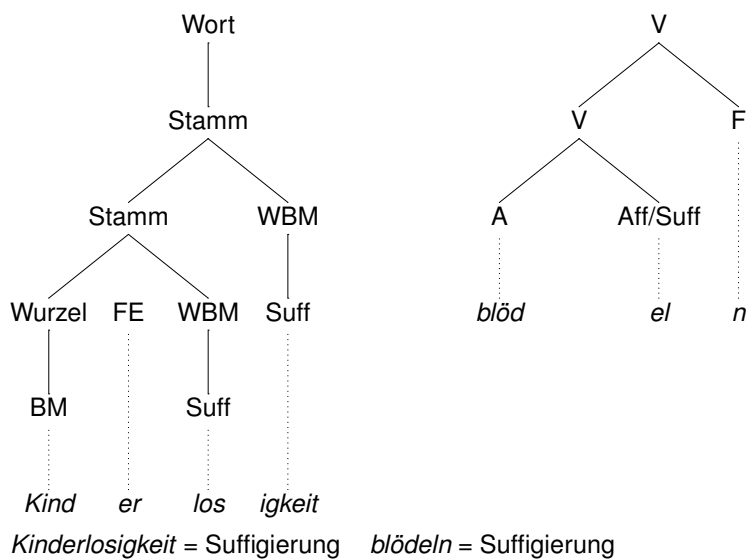 Wort V
Stamm V F
Stamm WBM A Aff/Suff
Wurzel FE WBM Suff blöd el n
BM Suff
Kind er los igkeit
Kinderlosigkeit = Suffigierung blödeln = Suffigierung